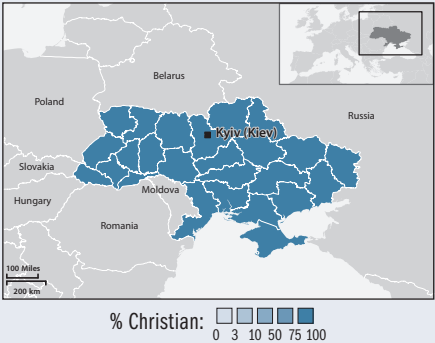 Belarus
Poland
Russia
Kyiv (Kiev)
Slovakia
Moldova
Hungary
Romania
100 Miles
200 km
% Christian:
0 3 10 50 75 100